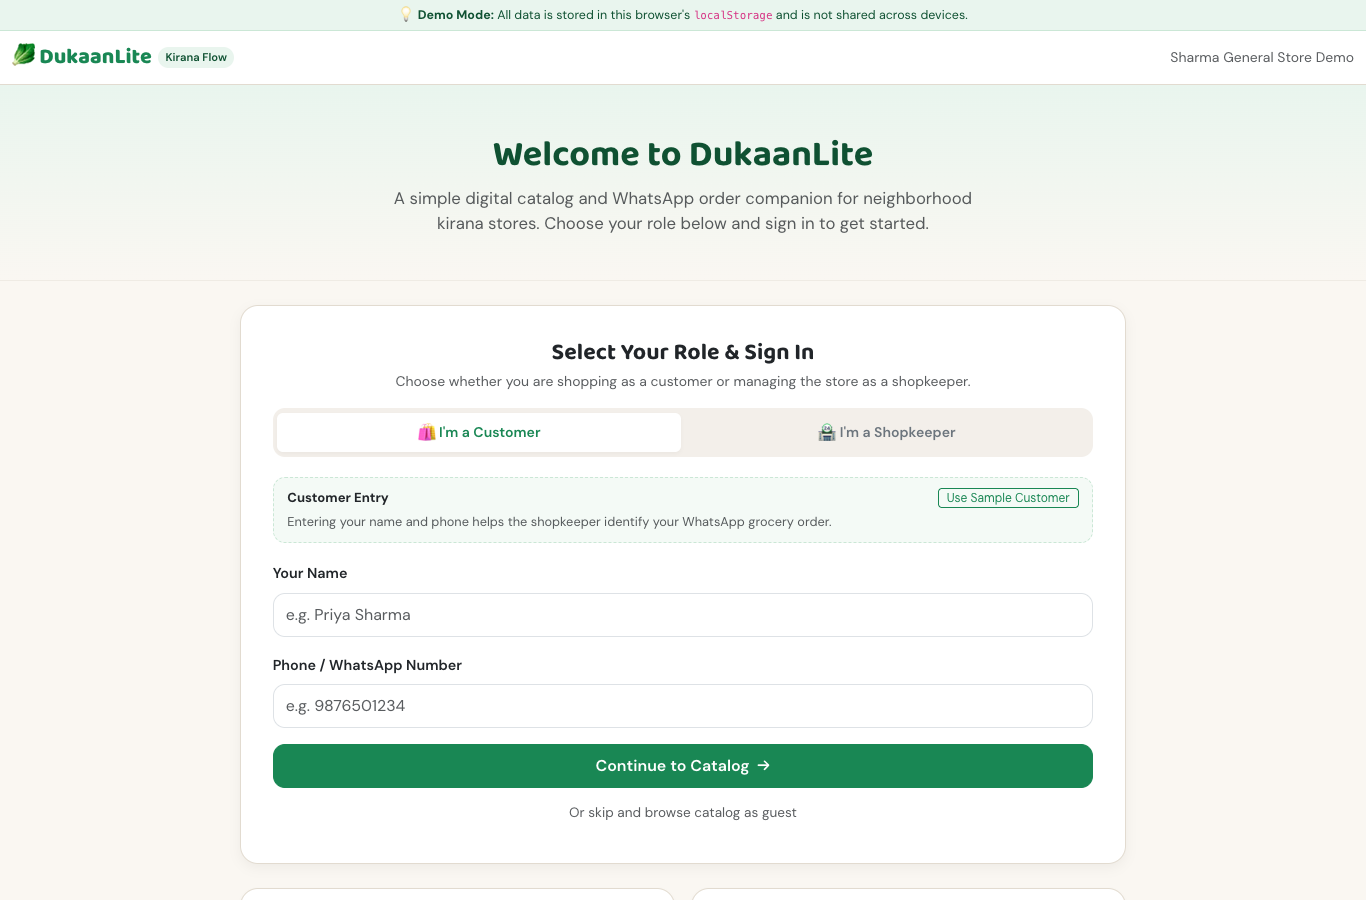 Demo Mode: All data is stored in this browser's localStorage and is not shared across devices.
DukaanLite Kirana Flow
Sharma General Store Demo
Welcome to DukaanLite
A simple digital catalog and WhatsApp order companion for neighborhood
kirana stores. Choose your role below and sign in to get started.
Select Your Role & Sign In
Choose whether you are shopping as a customer or managing the store as a shopkeeper.
I'm a Customer
I'm a Shopkeeper
Customer Entry
Use Sample Customer
Entering your name and phone helps the shopkeeper identify your WhatsApp grocery order.
Your Name
e.g. Priya Sharma
Phone / WhatsApp Number
e.g. 9876501234
Continue to Catalog →
Or skip and browse catalog as guest